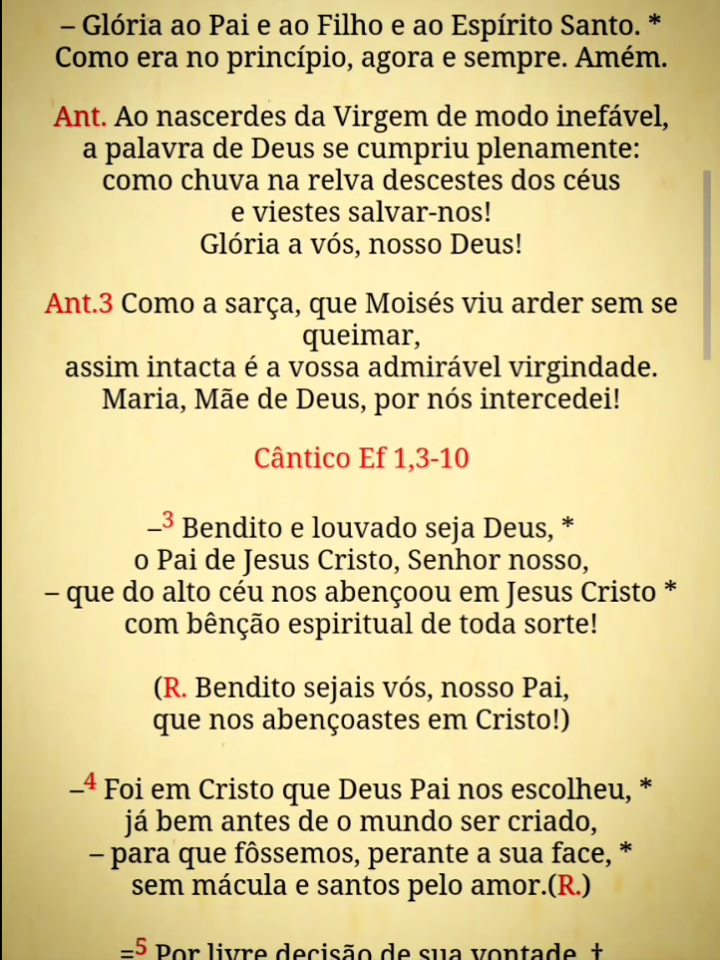 – Glória ao Pai e ao Filho e ao Espírito Santo. *
Como era no princípio, agora e sempre. Amém.
Ant. Ao nascerdes da Virgem de modo inefável,
a palavra de Deus se cumpriu plenamente:
como chuva na relva descestes dos céus
e viestes salvar-nos!
Glória a vós, nosso Deus!
Ant.3 Como a sarça, que Moisés viu arder sem se
queimar,
assim intacta é a vossa admirável virgindade.
Maria, Mãe de Deus, por nós intercedei!
Cântico Ef 1,3-10
–3 Bendito e louvado seja Deus, *
o Pai de Jesus Cristo, Senhor nosso,
– que do alto céu nos abençoou em Jesus Cristo *
com bênção espiritual de toda sorte!
(R. Bendito sejais vós, nosso Pai,
que nos abençoastes em Cristo!)
–4 Foi em Cristo que Deus Pai nos escolheu, *
já bem antes de o mundo ser criado,
– para que fôssemos, perante a sua face, *
sem mácula e santos pelo amor.(R.)
=5 Por livre decisão de sua vontade, †